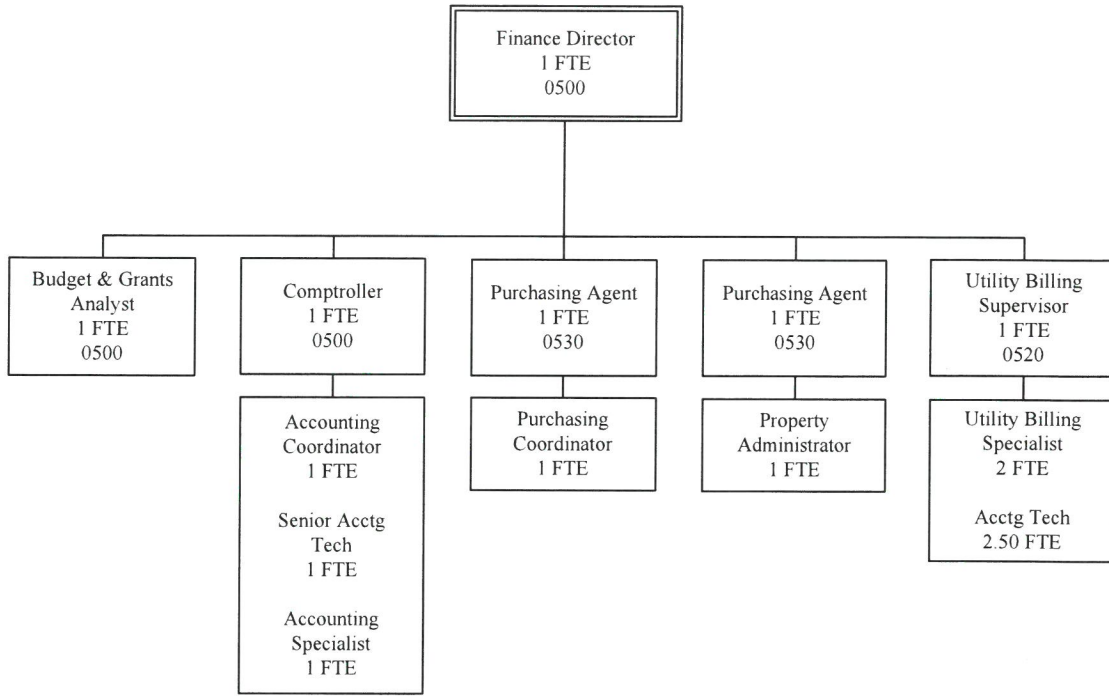 Finance Director
1 FTE
0500
Budget & Grants
Analyst
1 FTE
0500
Comptroller
1 FTE
0500
Purchasing Agent
1 FTE
0530
Purchasing Agent
1 FTE
0530
Utility Billing
Supervisor
1 FTE
0520
Accounting
Coordinator
1 FTE
Senior Acctg
Tech
1 FTE
Accounting
Specialist
1 FTE
Purchasing
Coordinator
1 FTE
Property
Administrator
1 FTE
Utility Billing
Specialist
2 FTE
Acctg Tech
2.50 FTE